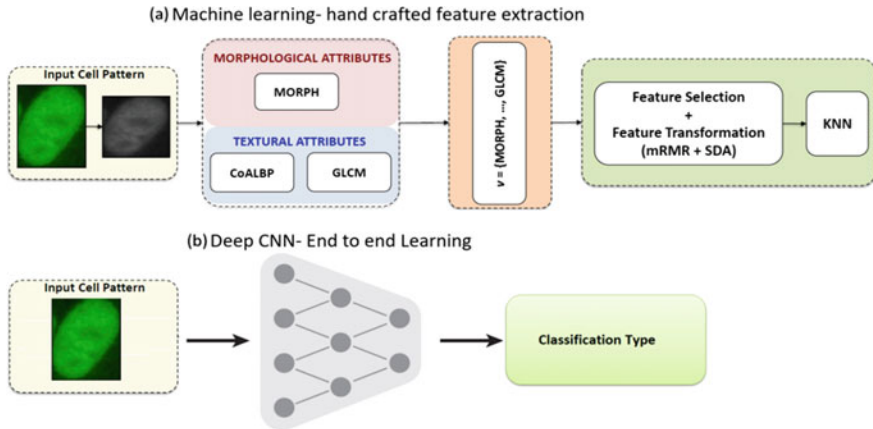 (a) Machine learning- hand crafted feature extraction
Input Cell Pattern
MORPHOLOGICAL ATTRIBUTES
MORPH
TEXTURAL ATTRIBUTES
CoALBP
GLCM
v = {MORPH, ..., GLCM}
Feature Selection
+
Feature Transformation
(mRMR + SDA)
KNN
(b) Deep CNN- End to end Learning
Input Cell Pattern
Classification Type